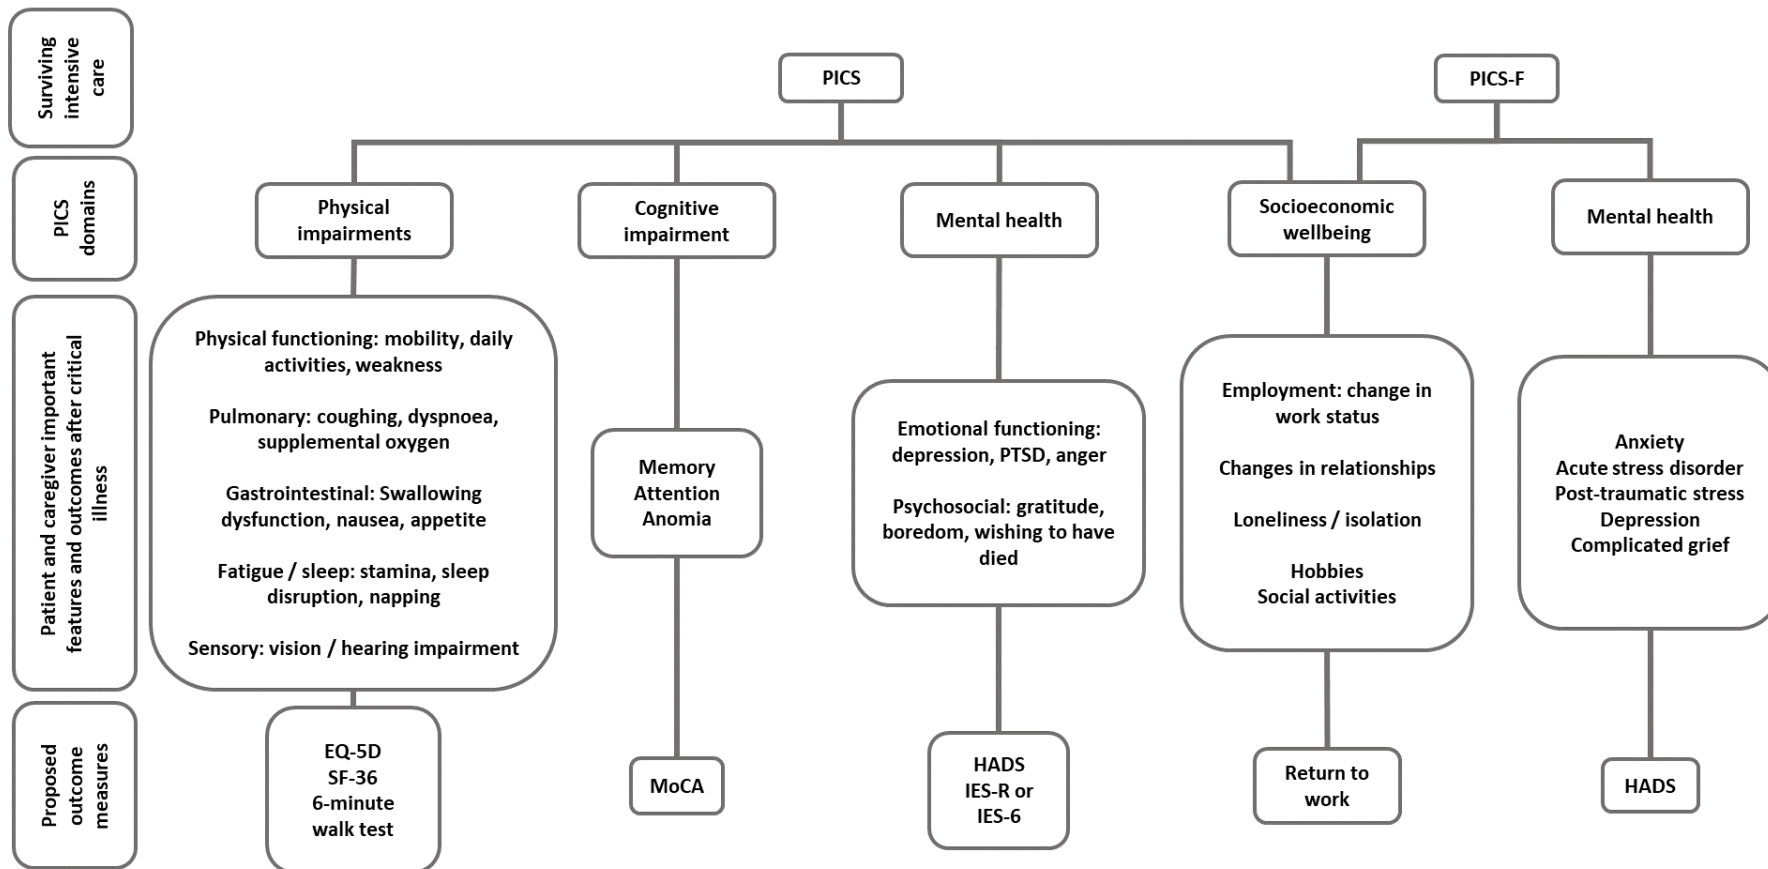 Surviving
intensive
care
PICS
PICS-F
PICS
domains
Physical
impairments
Cognitive
impairment
Mental health
Socioeconomic
wellbeing
Mental health
Patient and caregiver important
features and outcomes after critical
illness
Physical functioning: mobility, daily
activities, weakness
Pulmonary: coughing, dyspnoea,
supplemental oxygen
Gastrointestinal: Swallowing
dysfunction, nausea, appetite
Fatigue / sleep: stamina, sleep
disruption, napping
Sensory: vision / hearing impairment
Memory
Attention
Anomia
Emotional functioning:
depression, PTSD, anger
Psychosocial: gratitude,
boredom, wishing to have
died
Employment: change in
work status
Changes in relationships
Loneliness / isolation
Hobbies
Social activities
Anxiety
Acute stress disorder
Post-traumatic stress
Depression
Complicated grief
Proposed
outcome
measures
EQ-5D
SF-36
6-minute
walk test
MoCA
HADS
IES-R or
IES-6
Return to
work
HADS